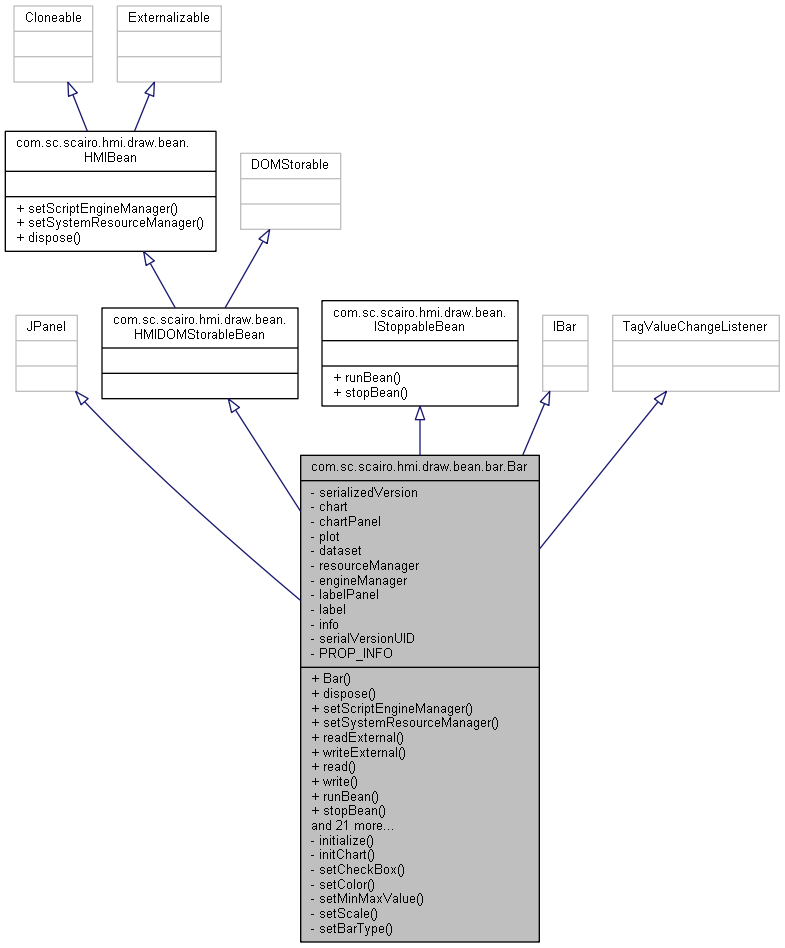 Cloneable
Externalizable
com.sc.scairo.hmi.draw.bean.
HMIBean
+ setScriptEngineManager()
+ setSystemResourceManager()
+ dispose()
DOMStorable
JPanel
com.sc.scairo.hmi.draw.bean.
HMIDOMStorableBean
com.sc.scairo.hmi.draw.bean.
IStoppableBean
+ runBean()
+ stopBean()
IBar
TagValueChangeListener
com.sc.scairo.hmi.draw.bean.bar.Bar
- serializedVersion
- chart
- chartPanel
- plot
- dataset
- resourceManager
- engineManager
- labelPanel
- label
- info
- serialVersionUID
- PROP_INFO
+ Bar()
+ dispose()
+ setScriptEngineManager()
+ setSystemResourceManager()
+ readExternal()
+ writeExternal()
+ read()
+ write()
+ runBean()
+ stopBean()
and 21 more...
- initialize()
- initChart()
- setCheckBox()
- setColor()
- setMinMaxValue()
- setScale()
- setBarType()